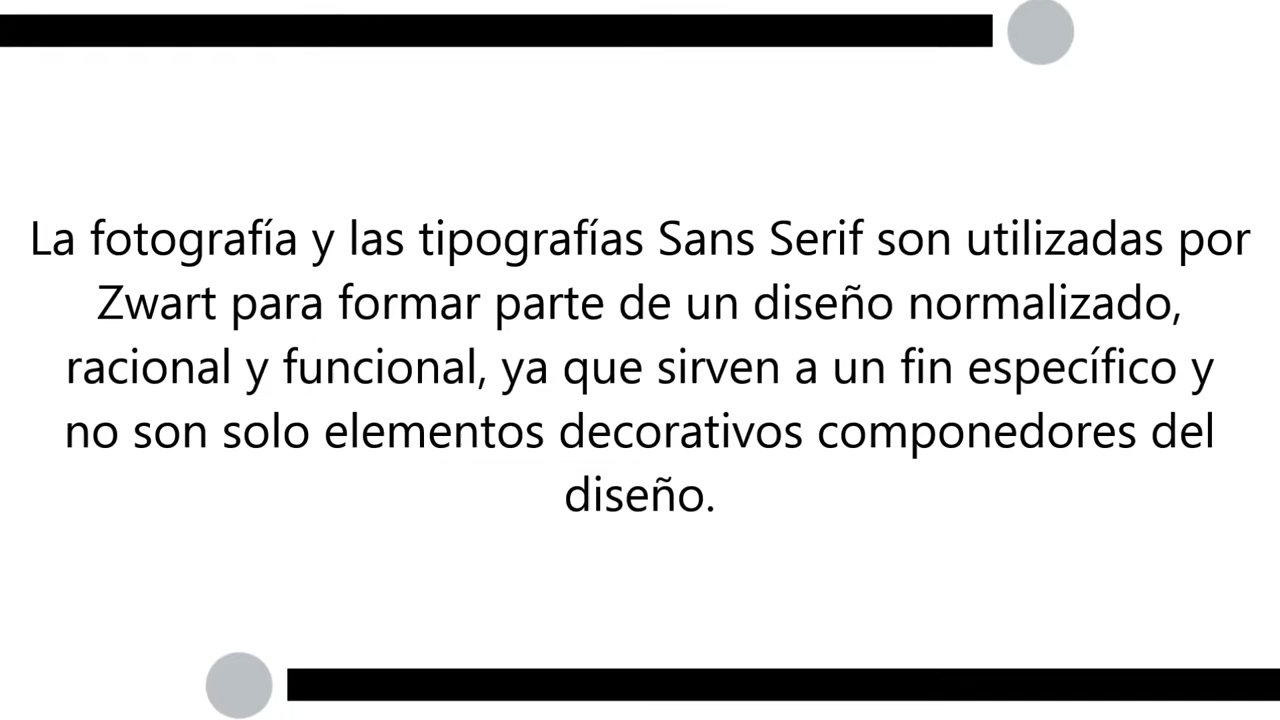 La fotografía y las tipografías Sans Serif son utilizadas por
Zwart para formar parte de un diseño normalizado,
racional y funcional, ya que sirven a un fin específico y
no son solo elementos decorativos componedores del
diseño.